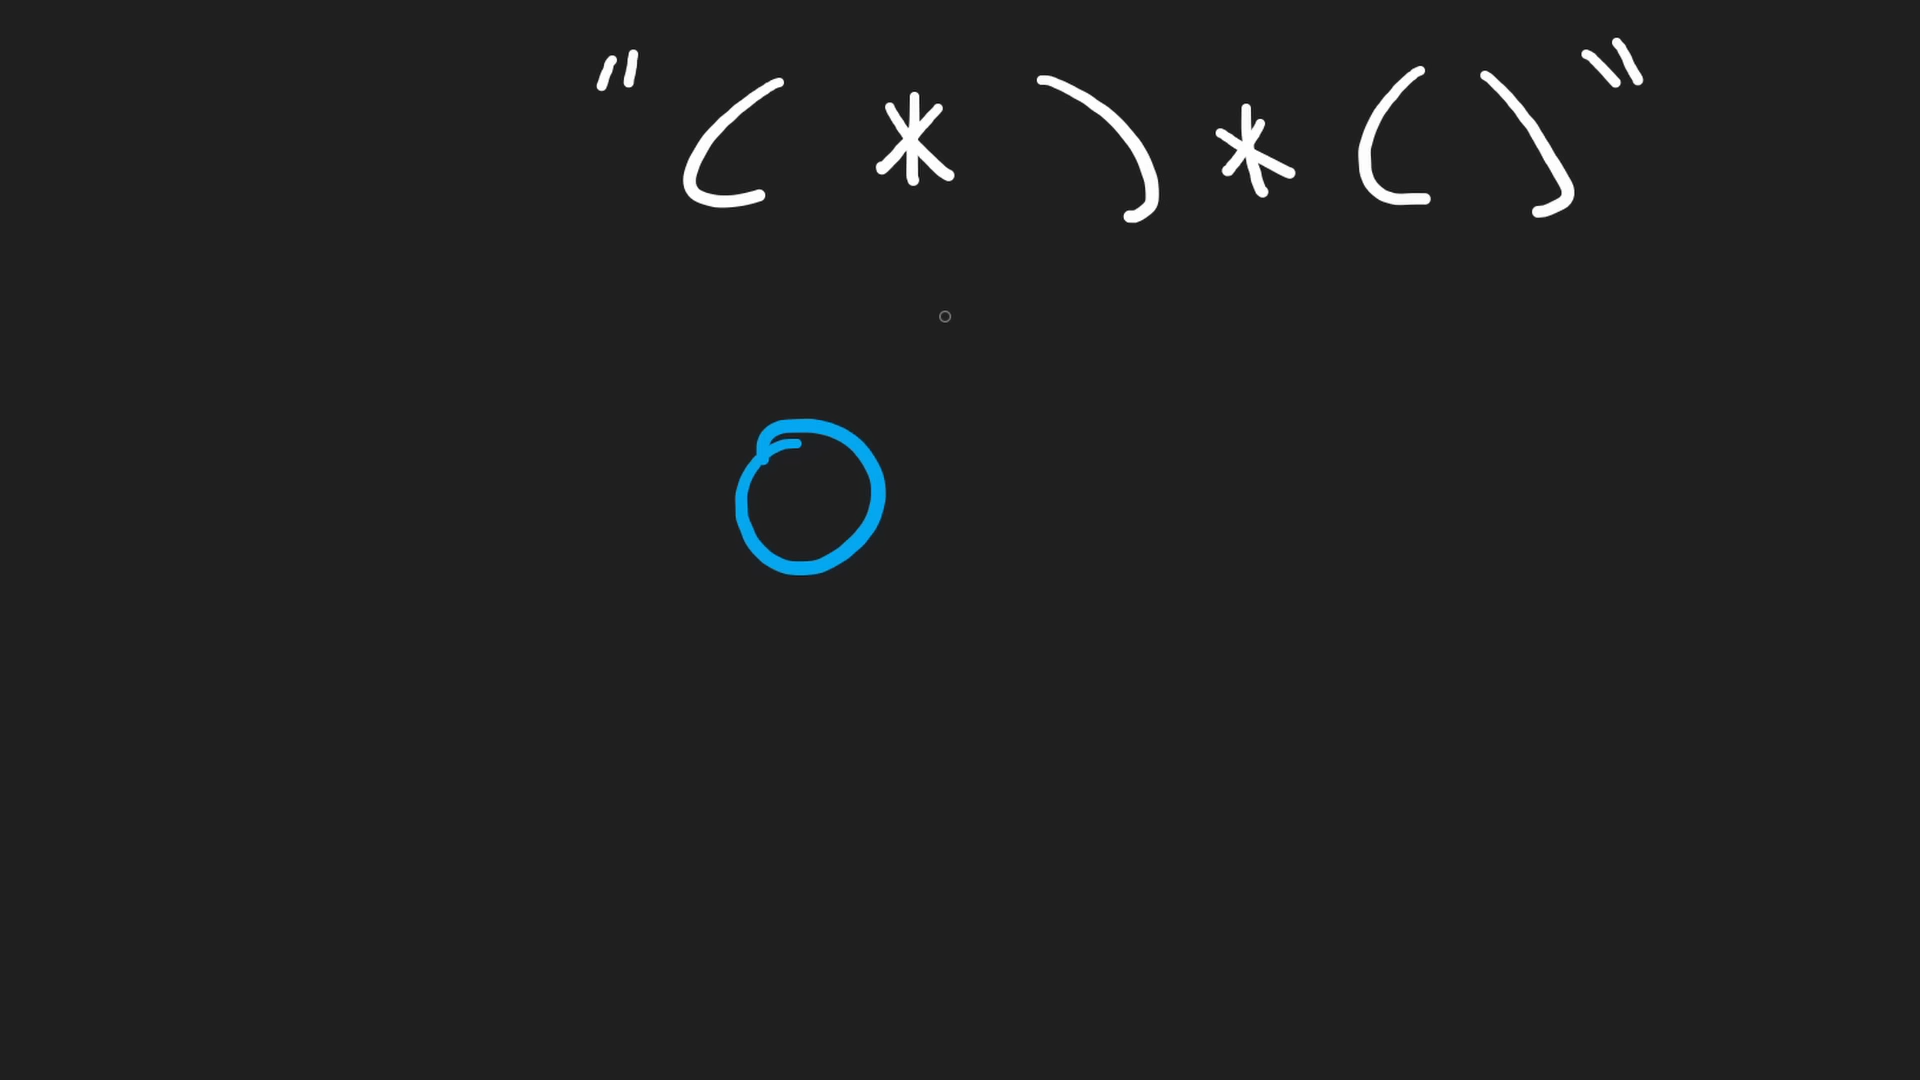 "( * ) * ( )"